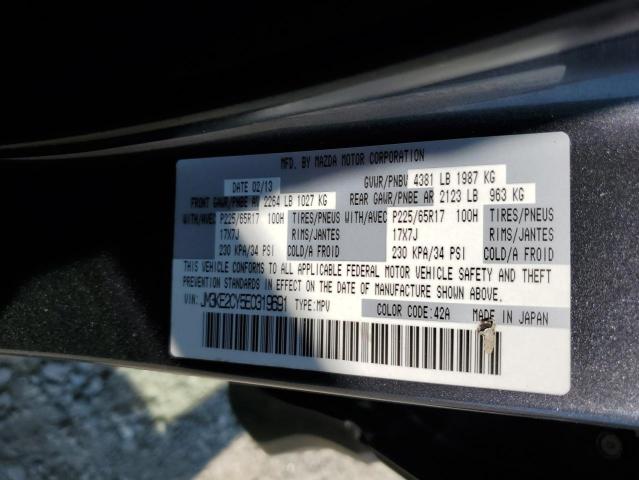 MFD. BY MAZDA MOTOR CORPORATION
DATE 02/13 GVWR/PNBV 4381 LB 1987 KG
FRONT GAWR/PNBE AV 2264 LB 1027 KG REAR GAWR/PNBE AR 2123 LB 963 KG
WITH/AVEC P225/65R17 100H TIRES/PNEUS WITH/AVEC P225/65R17 100H TIRES/PNEUS
17X7J RIMS/JANTES 17X7J RIMS/JANTES
230 KPA/34 PSI COLD/A FROID 230 KPA/34 PSI COLD/A FROID
THIS VEHICLE CONFORMS TO ALL APPLICABLE FEDERAL MOTOR VEHICLE SAFETY AND THEFT
PREVENTION STANDARDS IN EFFECT ON THE DATE OF MANUFACTURE SHOWN ABOVE.
VIN: JM3KE2CY5E0319691 TYPE:MPV COLOR CODE:42A MADE IN JAPAN